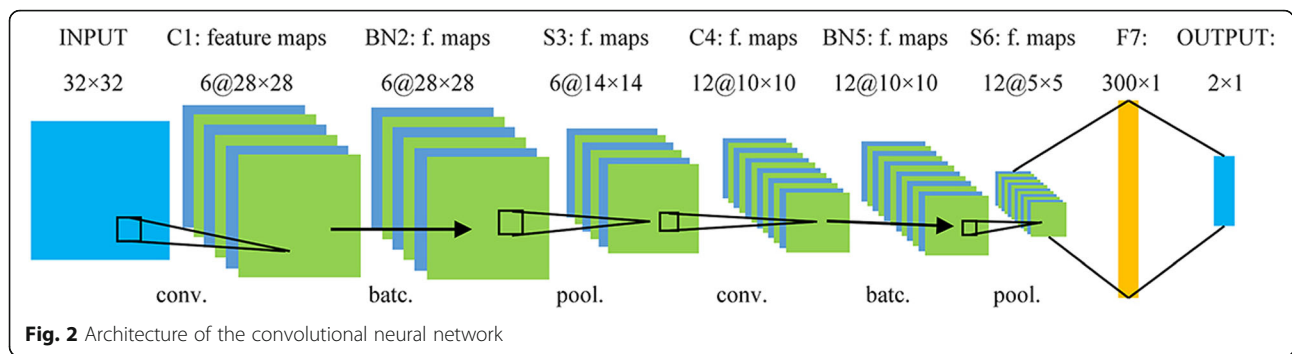 INPUT C1: feature maps BN2: f. maps S3: f. maps C4: f. maps BN5: f. maps S6: f. maps F7: OUTPUT:
32×32 6@28×28 6@28×28 6@14×14 12@10×10 12@10×10 12@5×5 300×1 2×1
conv. batc. pool. conv. batc. pool.
Fig. 2 Architecture of the convolutional neural network